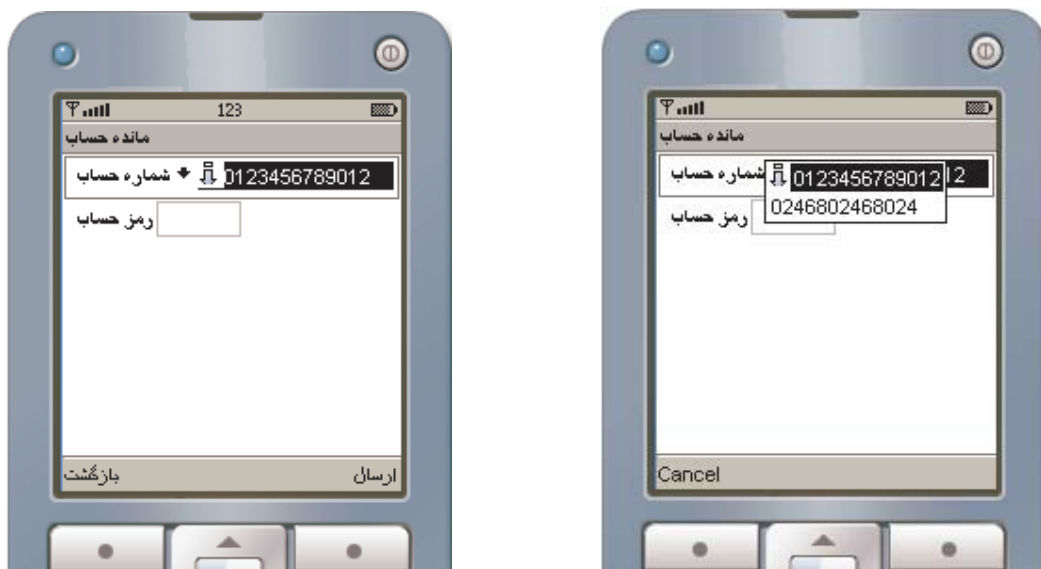 123
مانده حساب
شماره حساب 0123456789012
رمز حساب
بازگشت ارسال
مانده حساب
شماره حساب 0123456789012 12
0246802468024
رمز حساب
Cancel